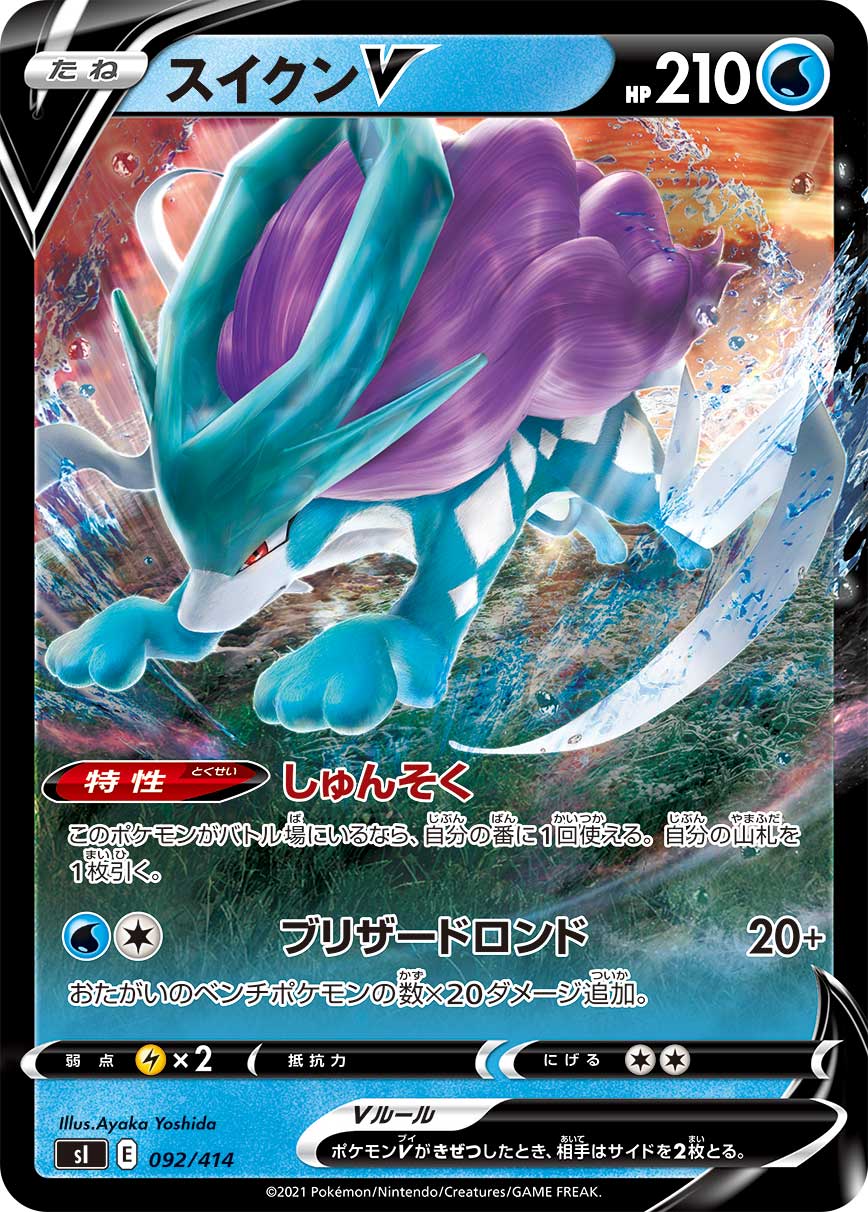 たね スイクンV HP 210
特性 とくせい しゅんそく
このポケモンがバトル場にいるなら、自分の番に1回使える。自分の山札を
1枚引く。
ブリザードロンド 20+
おたがいのベンチポケモンの数×20ダメージ追加。
弱点 ×2 抵抗力 にげる
Illus.Ayaka Yoshida
Vルール
ポケモンVがきぜつしたとき、相手はサイドを2枚とる。
sI E 092/414
©2021 Pokémon/Nintendo/Creatures/GAME FREAK.